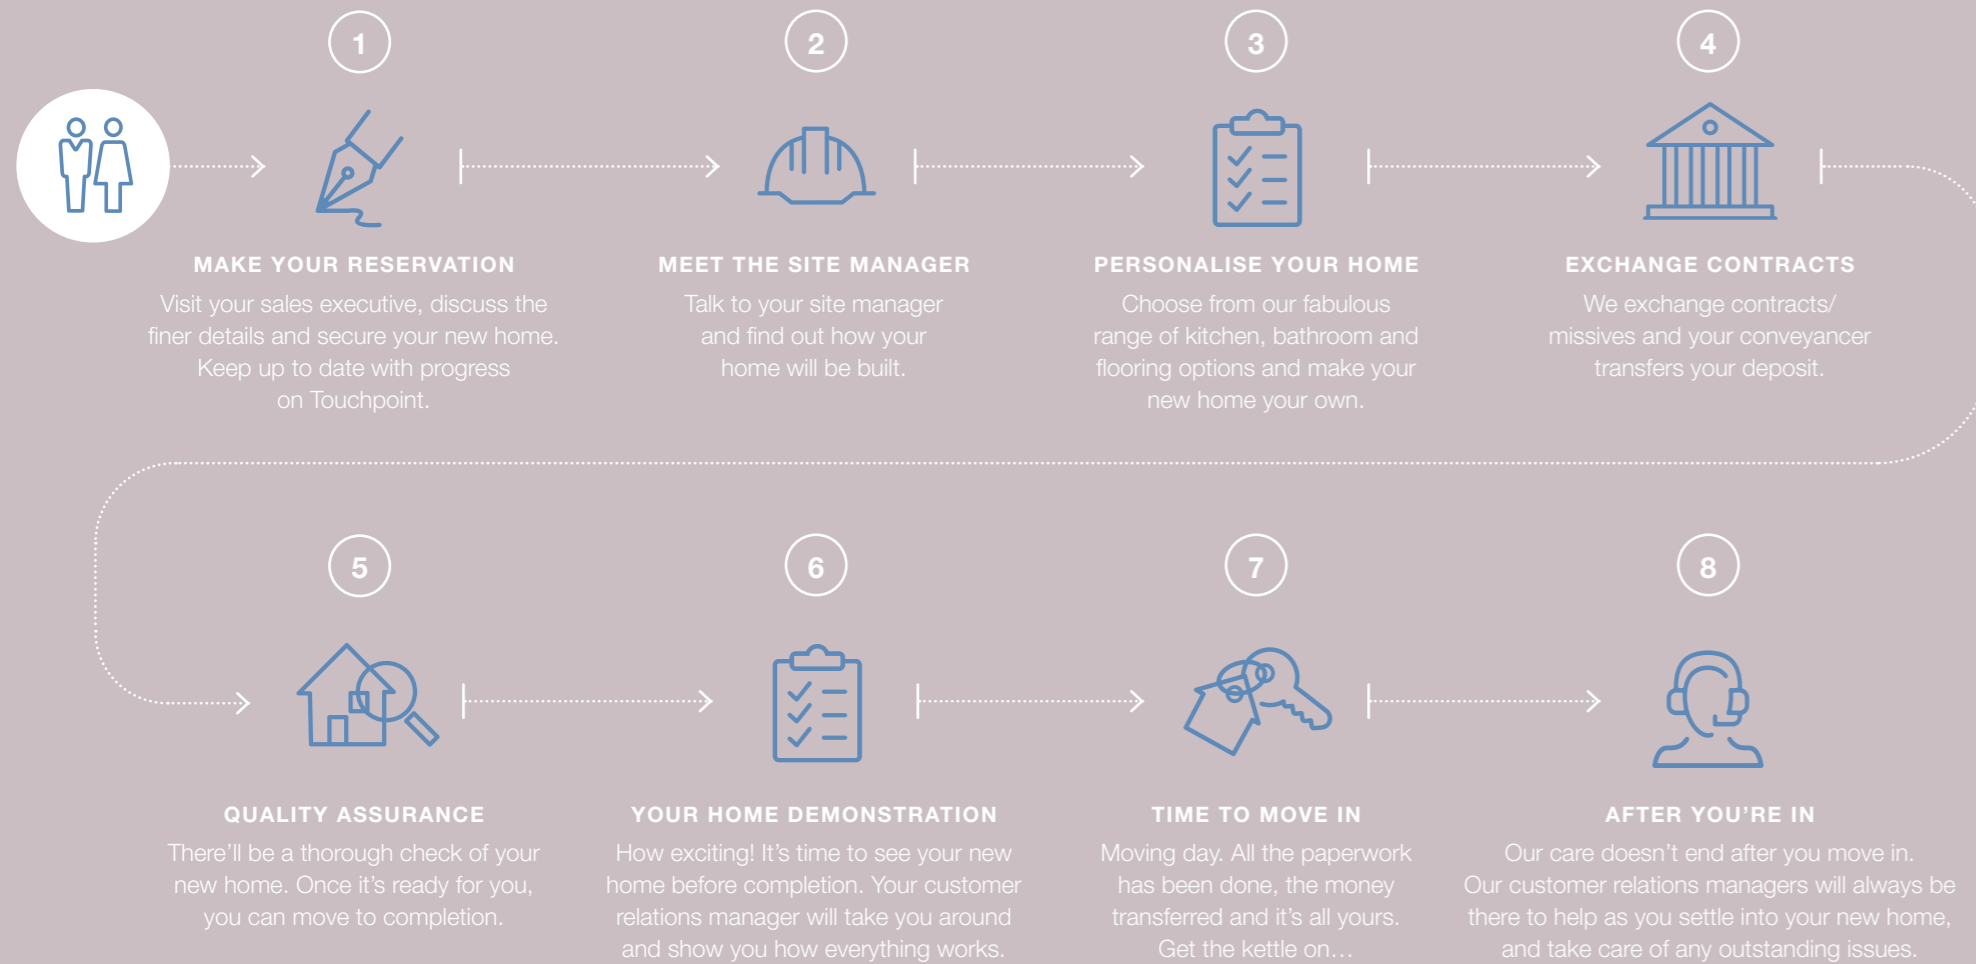 1
MAKE YOUR RESERVATION
Visit your sales executive, discuss the
finer details and secure your new home.
Keep up to date with progress
on Touchpoint.
2
MEET THE SITE MANAGER
Talk to your site manager
and find out how your
home will be built.
3
PERSONALISE YOUR HOME
Choose from our fabulous
range of kitchen, bathroom and
flooring options and make your
new home your own.
4
EXCHANGE CONTRACTS
We exchange contracts/
missives and your conveyancer
transfers your deposit.
5
QUALITY ASSURANCE
There’ll be a thorough check of your
new home. Once it’s ready for you,
you can move to completion.
6
YOUR HOME DEMONSTRATION
How exciting! It’s time to see your new
home before completion. Your customer
relations manager will take you around
and show you how everything works.
7
TIME TO MOVE IN
Moving day. All the paperwork
has been done, the money
transferred and it’s all yours.
Get the kettle on…
8
AFTER YOU’RE IN
Our care doesn’t end after you move in.
Our customer relations managers will always be
there to help as you settle into your new home,
and take care of any outstanding issues.